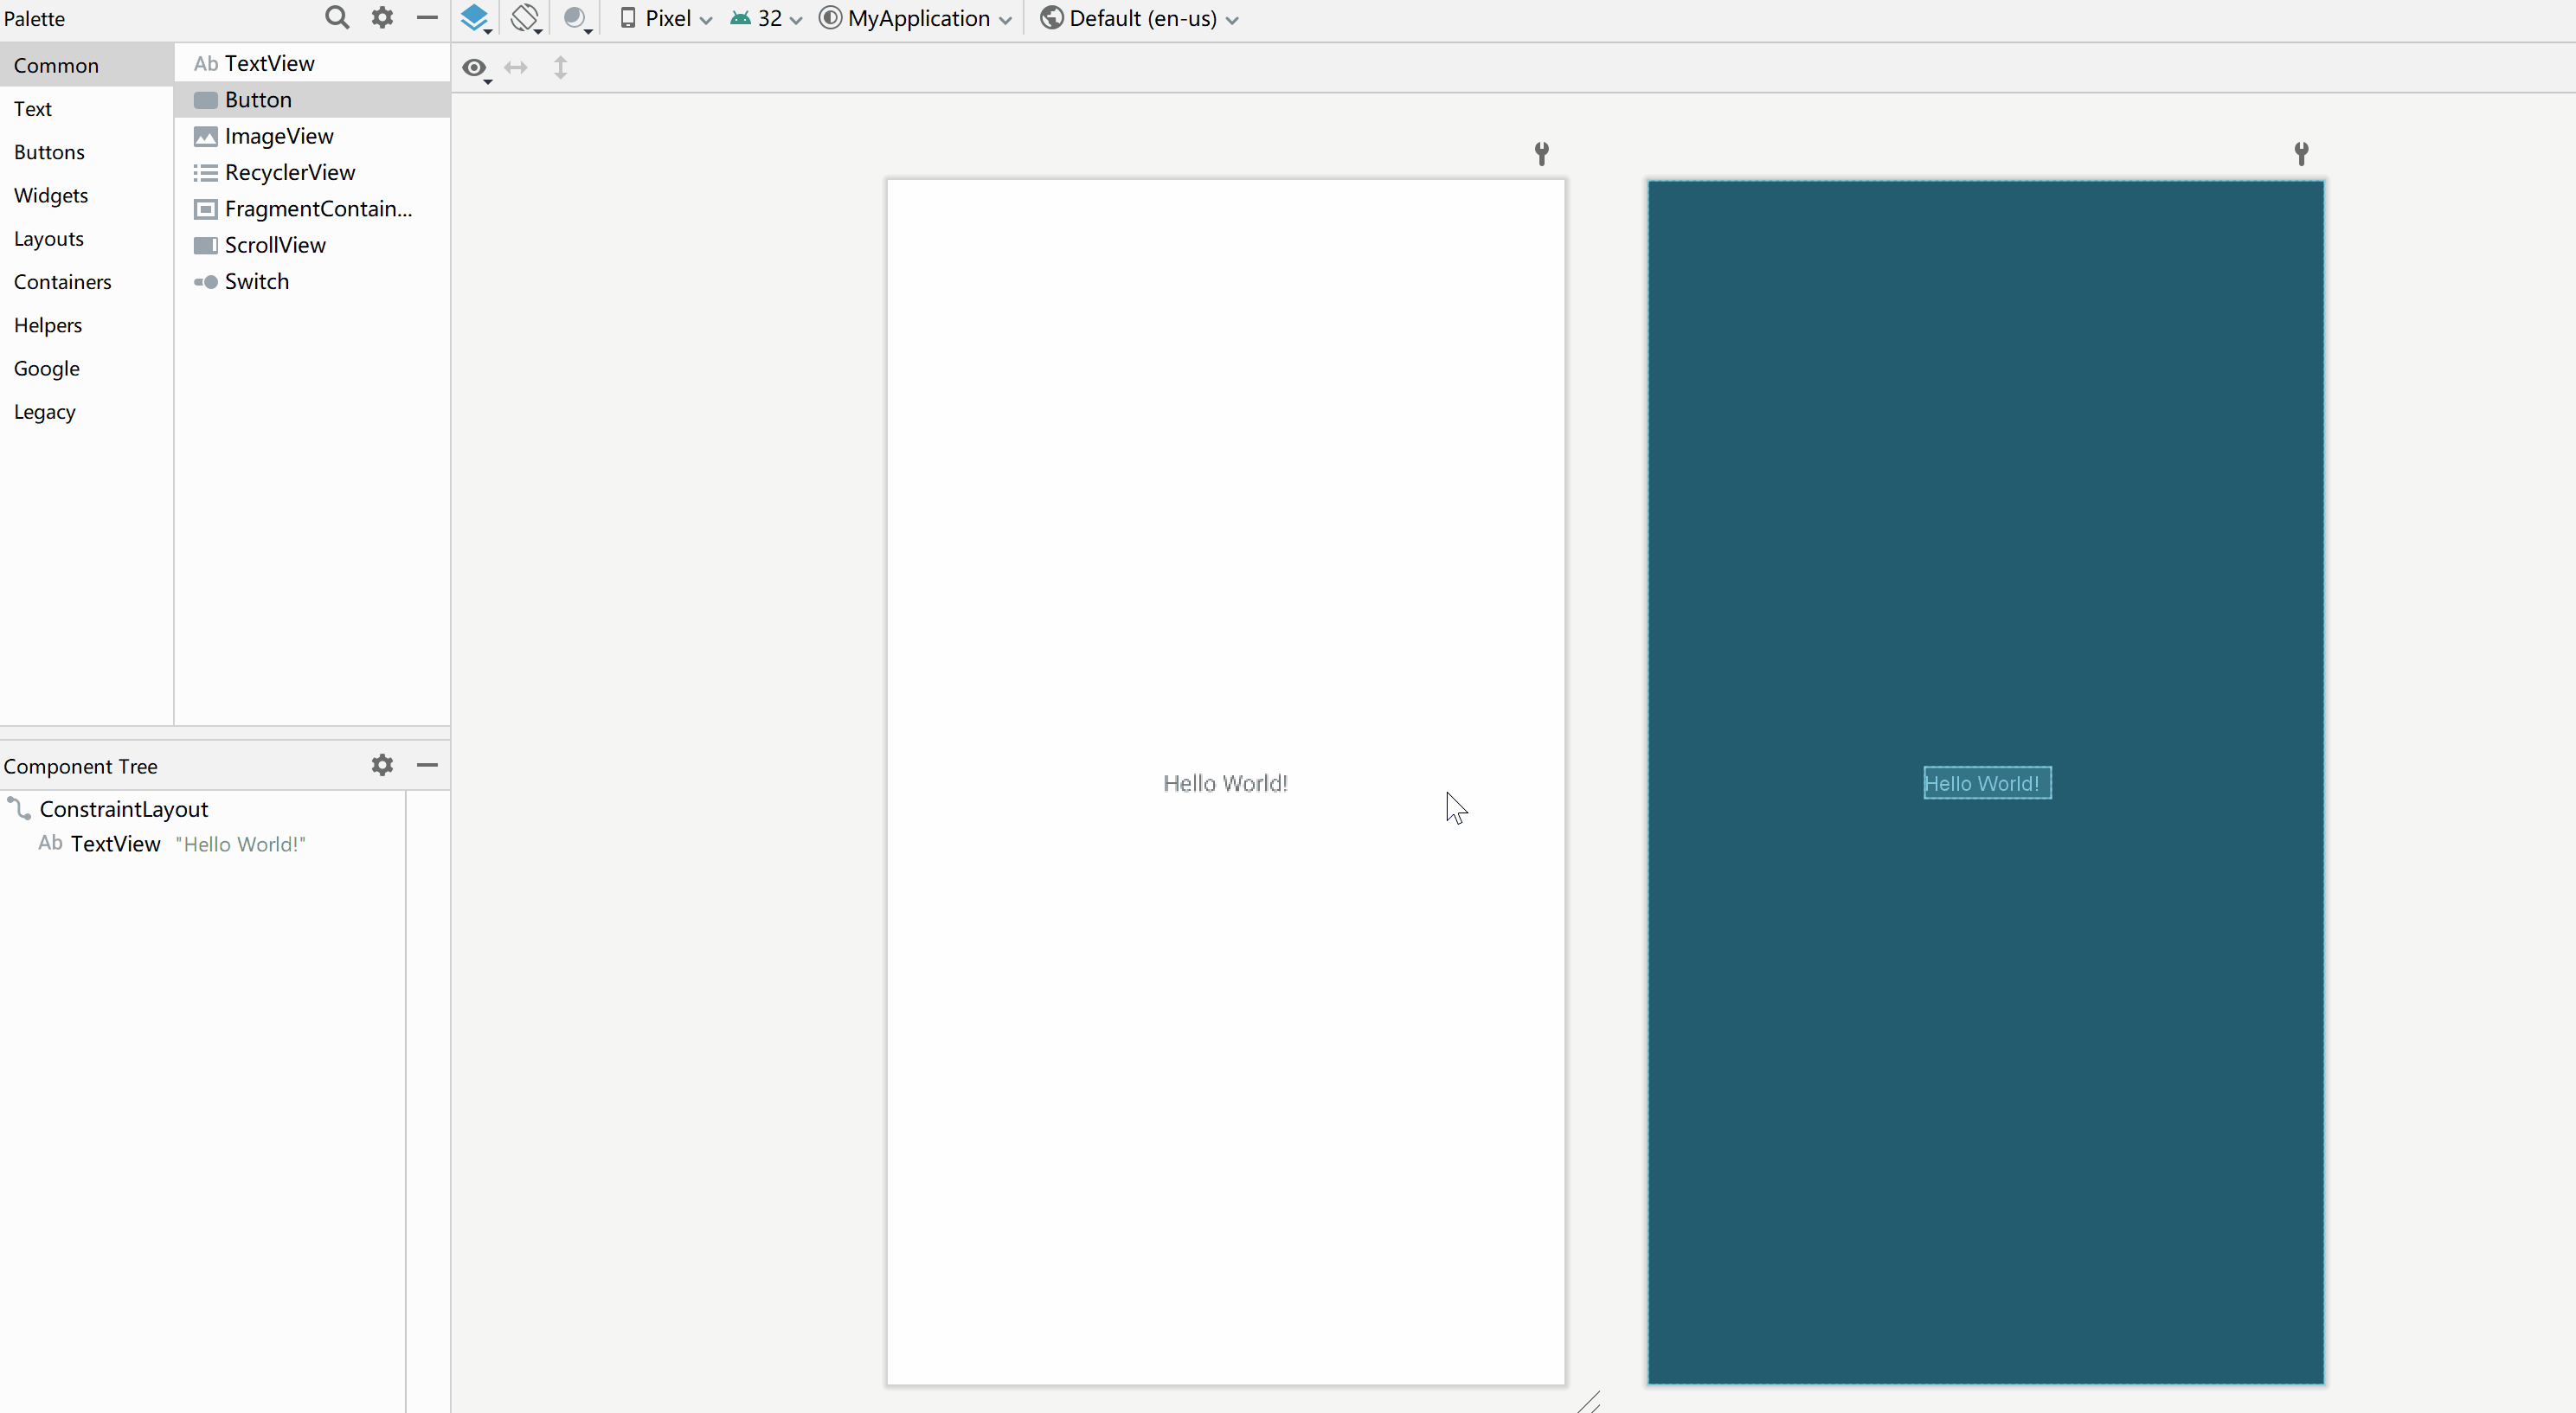 Palette
Pixel
32
MyApplication
Default (en-us)
Common
Text
Buttons
Widgets
Layouts
Containers
Helpers
Google
Legacy
Ab TextView
Button
ImageView
RecyclerView
FragmentContain...
ScrollView
Switch
Component Tree
ConstraintLayout
Ab TextView "Hello World!"
Hello World!
Hello World!